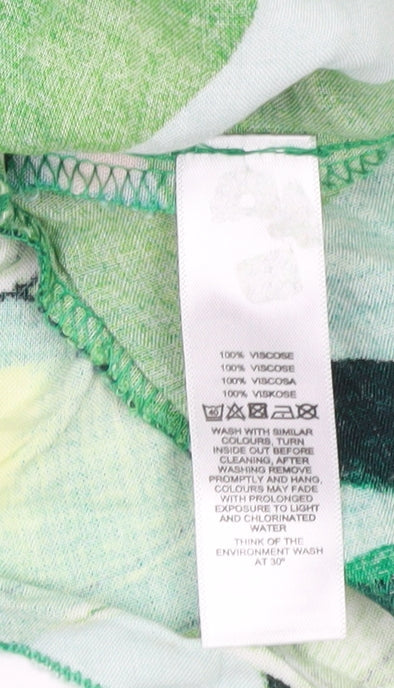 100% VISCOSE
100% VISCOSE
100% VISCOSA
100% VISKOSE
40
WASH WITH SIMILAR
COLOURS, TURN
INSIDE OUT BEFORE
CLEANING, AFTER
WASHING REMOVE
PROMPTLY AND HANG,
COLOURS MAY FADE
WITH PROLONGED
EXPOSURE TO LIGHT
AND CHLORINATED
WATER
THINK OF THE
ENVIRONMENT WASH
AT 30°